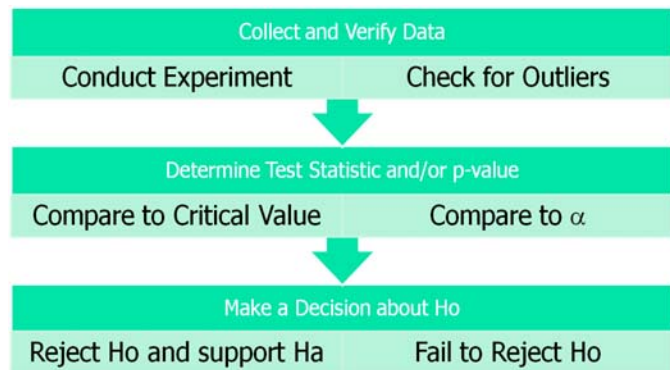 Collect and Verify Data
Conduct Experiment
Check for Outliers
Determine Test Statistic and/or p-value
Compare to Critical Value
Compare to α
Make a Decision about Ho
Reject Ho and support Ha
Fail to Reject Ho